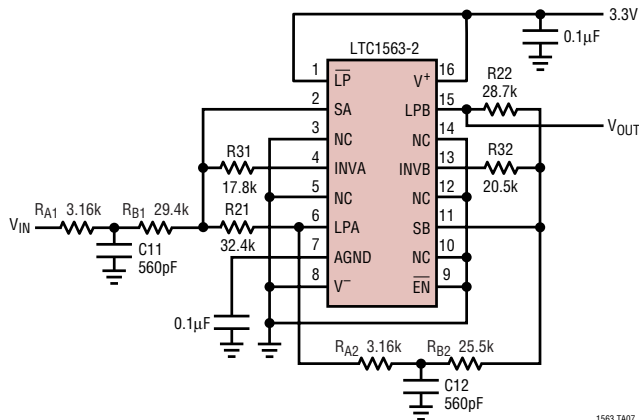 3.3V
0.1µF
LTC1563-2
1 LP 16 V+
2 SA 15 LPB
3 NC 14 NC
4 INVA 13 INVB
5 NC 12 NC
6 LPA 11 SB
7 AGND 10 NC
8 V– 9 EN
R22
28.7k
VOUT
R31
17.8k
R32
20.5k
VIN
RA1 3.16k
RB1 29.4k
R21
32.4k
C11
560pF
0.1µF
RA2 3.16k
RB2 25.5k
C12
560pF
1563 TA07